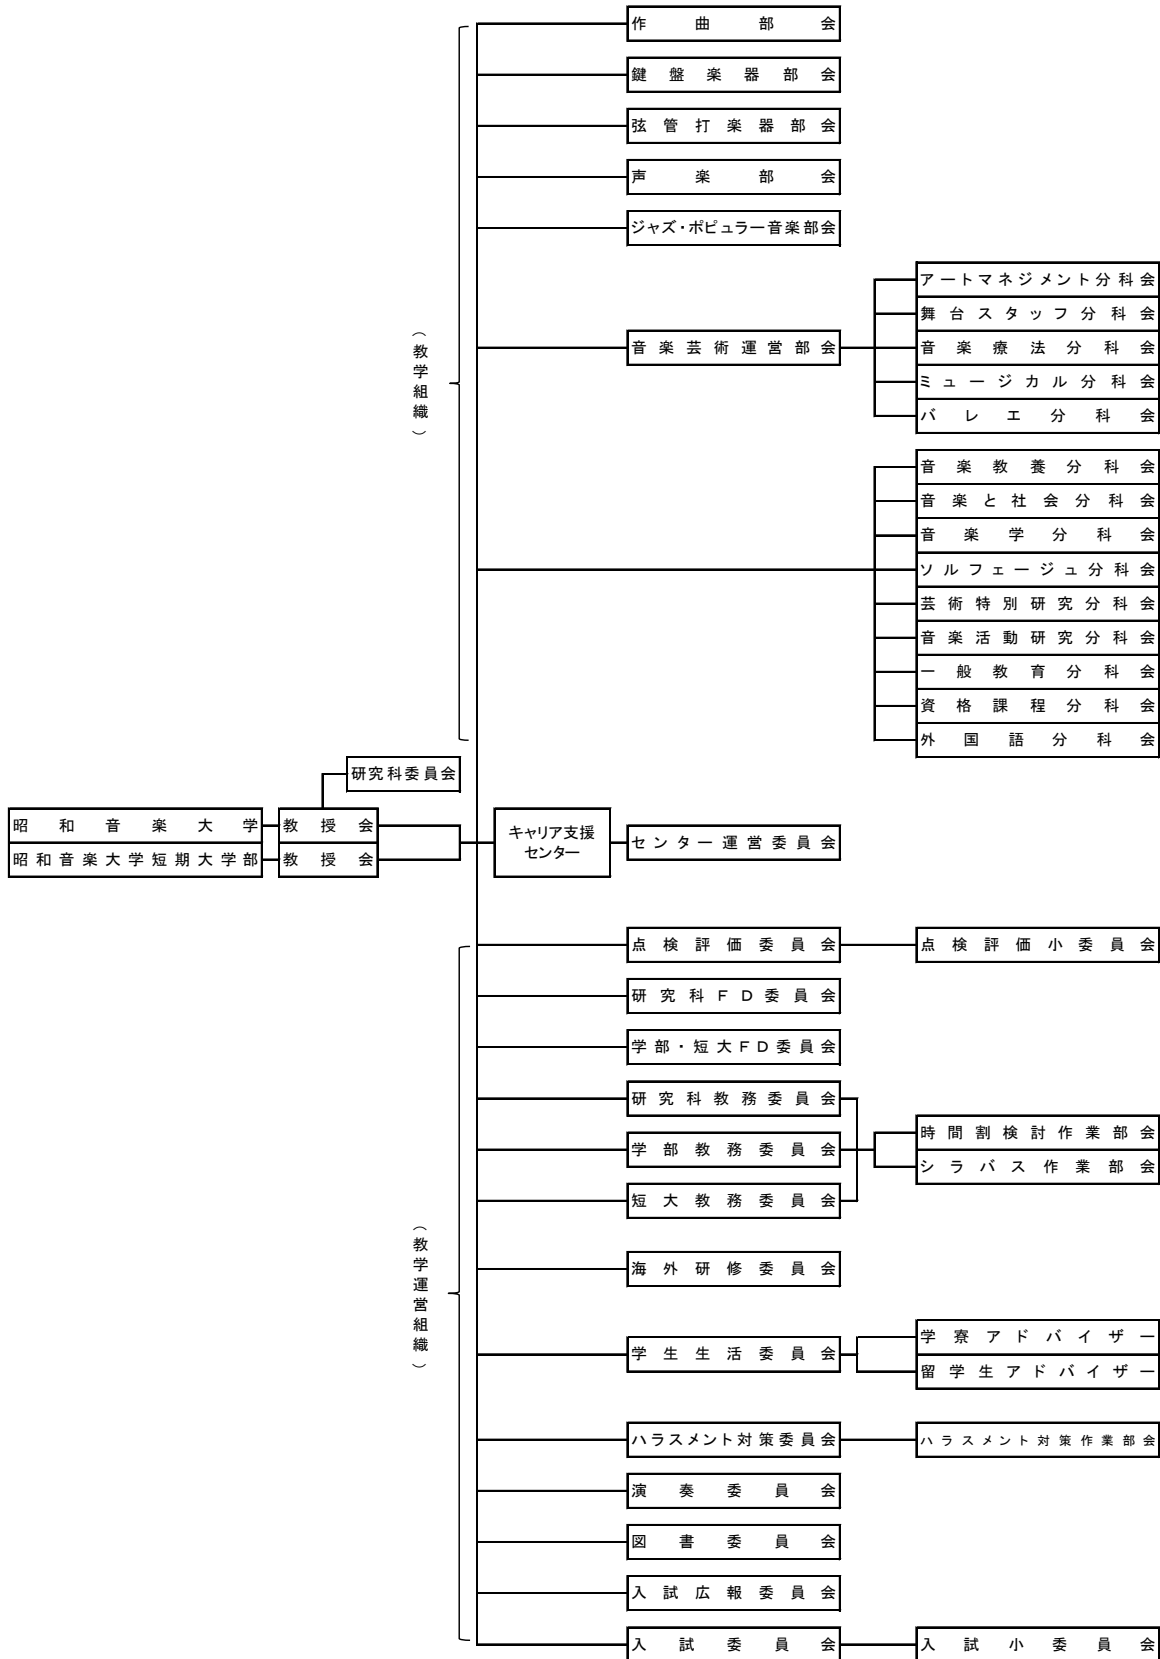 作曲部会
鍵盤楽器部会
弦管打楽器部会
声楽部会
ジャズ・ポピュラー音楽部会
（教学組織）
音楽芸術運営部会
アートマネジメント分科会
舞台スタッフ分科会
音楽療法分科会
ミュージカル分科会
バレエ分科会
音楽教養分科会
音楽と社会分科会
音楽学分科会
ソルフェージュ分科会
芸術特別研究分科会
音楽活動研究分科会
一般教育分科会
資格課程分科会
外国語分科会
研究科委員会
昭和音楽大学
教授会
昭和音楽大学短期大学部
教授会
キャリア支援
センター
センター運営委員会
（教学運営組織）
点検評価委員会
点検評価小委員会
研究科ＦＤ委員会
学部・短大ＦＤ委員会
研究科教務委員会
学部教務委員会
短大教務委員会
時間割検討作業部会
シラバス作業部会
海外研修委員会
学生生活委員会
学寮アドバイザー
留学生アドバイザー
ハラスメント対策委員会
ハラスメント対策作業部会
演奏委員会
図書委員会
入試広報委員会
入試委員会
入試小委員会